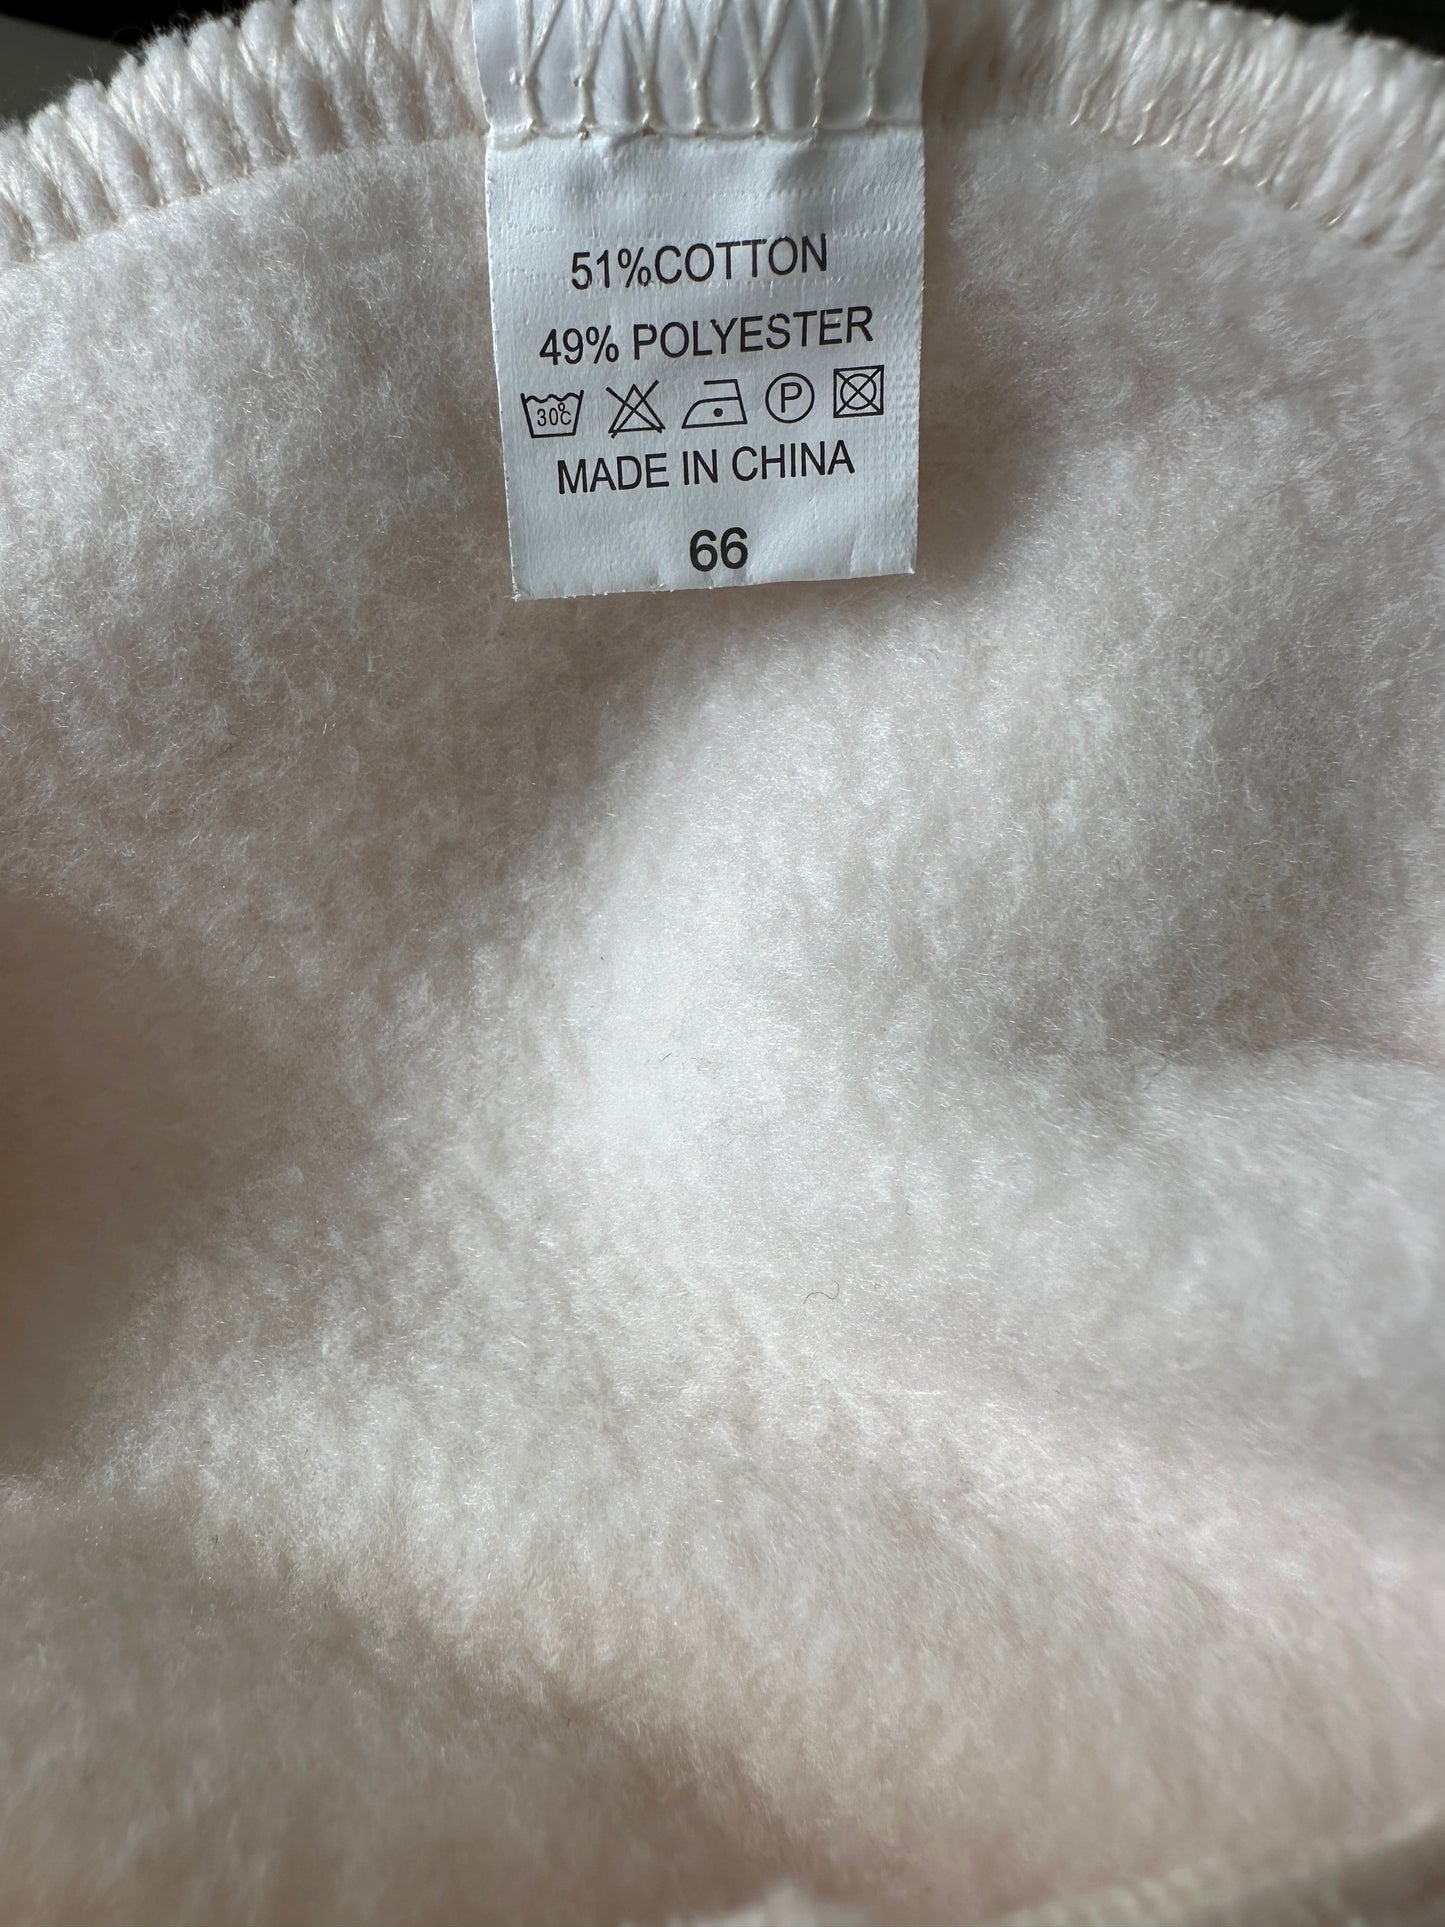 51%COTTON
49% POLYESTER
30℃ P
MADE IN CHINA
66